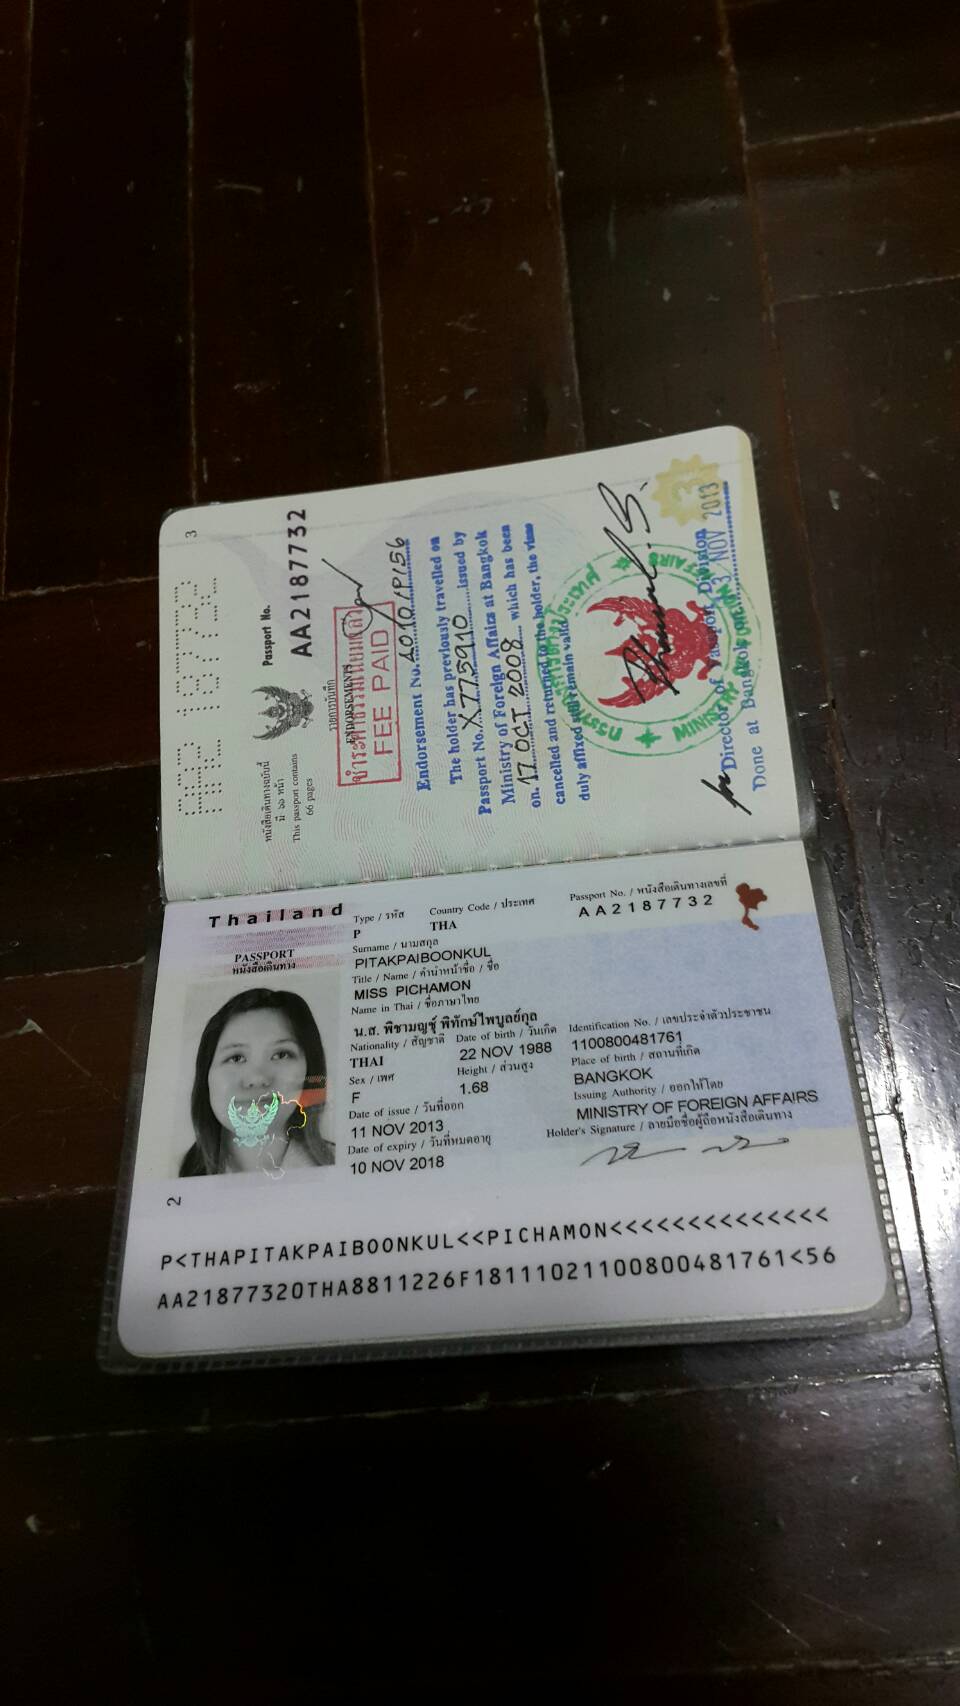 3
AA2187732
Passport No.
AA2187732
หนังสือเดินทางฉบับนี้
มี ๖๖ หน้า
This passport contains
66 pages
รายการบันทึก
ENDORSEMENTS
ชำระค่าธรรมเนียมแล้ว
FEE PAID
Endorsement No.
The holder has previously travelled on
Passport No. X775910 issued by
Ministry of Foreign Affairs at Bangkok
on. 17 OCT 2008 which has been
cancelled and returned to the holder, the visas
duly affixed still remain valid.
Director of Passport Division
Done at Bangkok NOV 2013
Thailand
PASSPORT
หนังสือเดินทาง
Type / รหัส
Country Code / ประเทศ
Passport No. / หนังสือเดินทางเลขที่
P
THA
AA2187732
Surname / นามสกุล
PITAKPAIBOONKUL
Title / Name / คำนำหน้าชื่อ / ชื่อ
MISS PICHAMON
Name in Thai / ชื่อภาษาไทย
น.ส. พิชามญชุ์ พิทักษ์ไพบูลย์กุล
Nationality / สัญชาติ Date of birth / วันเกิด Identification No. / เลขประจำตัวประชาชน
THAI 22 NOV 1988 1100800481761
Sex / เพศ Height / ส่วนสูง Place of birth / สถานที่เกิด
F 1.68 BANGKOK
Date of issue / วันที่ออก Issuing Authority / ออกให้โดย
11 NOV 2013 MINISTRY OF FOREIGN AFFAIRS
Date of expiry / วันที่หมดอายุ Holder's Signature / ลายมือชื่อผู้ถือหนังสือเดินทาง
10 NOV 2018
2
P<THAPITAKPAIBOONKUL<<PICHAMON<<<<<<<<<<<<<<
AA21877320THA8811226F18111021100800481761<56